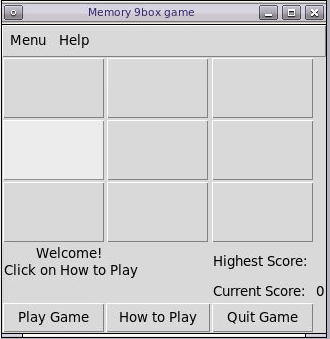 Memory 9box game
Menu Help
Welcome!
Click on How to Play
Highest Score:
Current Score: 0
Play Game How to Play Quit Game